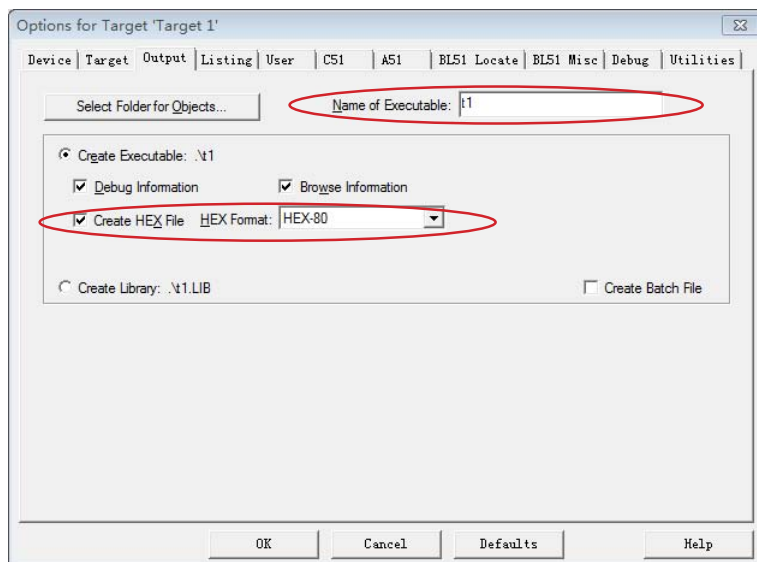 Options for Target 'Target 1'
Device Target Output Listing User C51 A51 BL51 Locate BL51 Misc Debug Utilities
Select Folder for Objects... Name of Executable: t1
Create Executable: .\t1
Debug Information Browse Information
Create HEX File HEX Format: HEX-80
Create Library: .\t1.LIB Create Batch File
OK Cancel Defaults Help